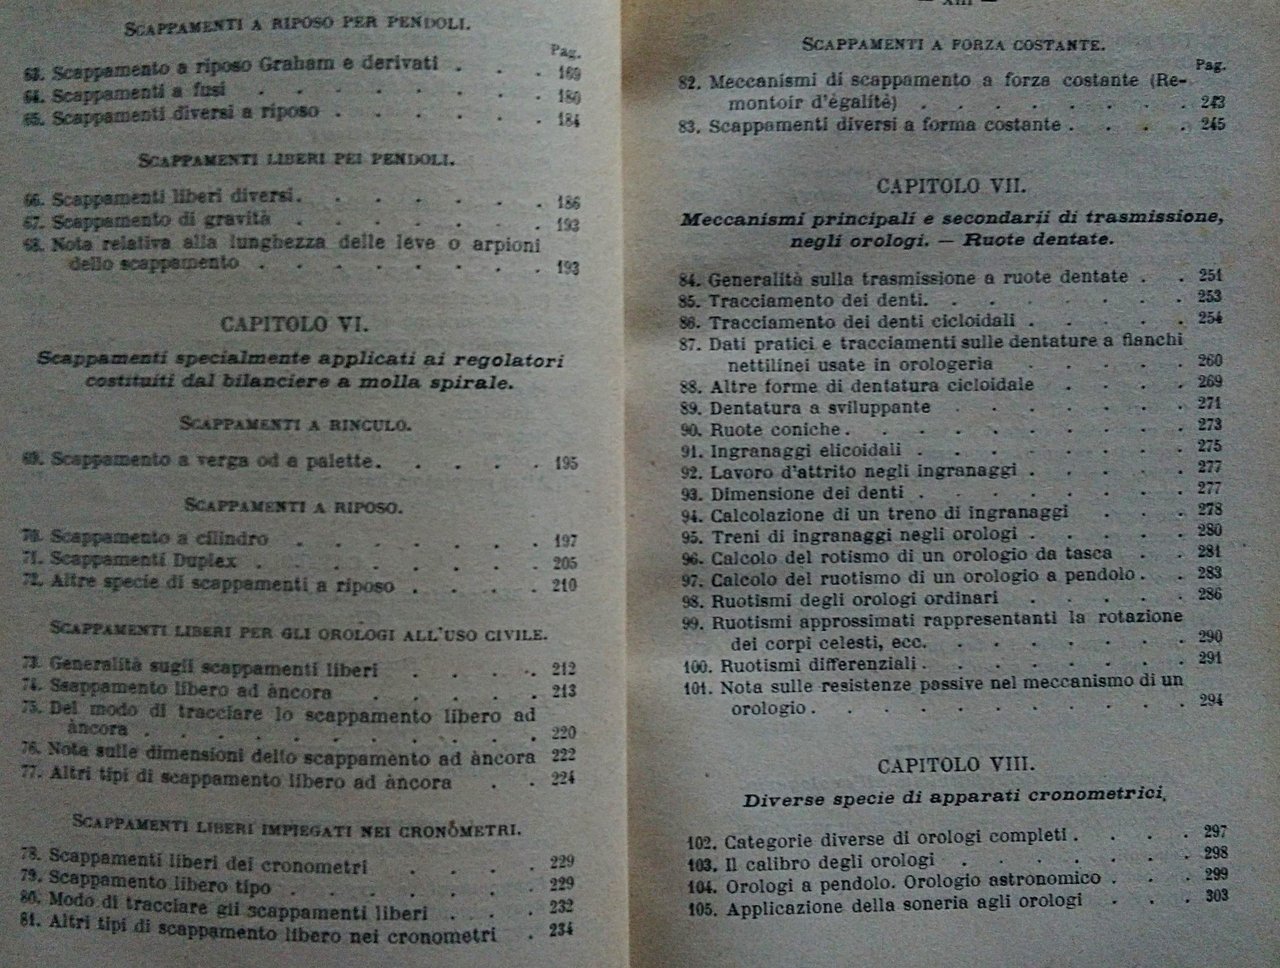 SCAPPAMENTI A RIPOSO PER PENDOLI.
Pag.
63. Scappamento a riposo Graham e derivati . . . 169
64. Scappamenti a fusi . . . . . . . . 180
65. Scappamenti diversi a riposo . . . . . . 184
SCAPPAMENTI LIBERI PEI PENDOLI.
66. Scappamenti liberi diversi. . . . . . . 186
67. Scappamento di gravità . . . . . . . 193
68. Nota relativa alla lunghezza delle leve o arpioni
dello scappamento . . . . . . . . 193
CAPITOLO VI.
Scappamenti specialmente applicati ai regolatori
costituiti dal bilanciere a molla spirale.
SCAPPAMENTI A RINCULO.
69. Scappamento a verga od a palette. . . . . 195
SCAPPAMENTI A RIPOSO.
70. Scappamento a cilindro . . . . . . . 197
71. Scappamenti Duplex . . . . . . . . 205
72. Altre specie di scappamenti a riposo . . . . 210
SCAPPAMENTI LIBERI PER GLI OROLOGI ALL'USO CIVILE.
73. Generalità sugli scappamenti liberi . . . . 212
74. Ssappamento libero ad àncora . . . . . 213
75. Del modo di tracciare lo scappamento libero ad
àncora . . . . . . . . . . . 220
76. Nota sulle dimensioni dello scappamento ad àncora 222
77. Altri tipi di scappamento libero ad àncora . . 224
SCAPPAMENTI LIBERI IMPIEGATI NEI CRONÒMETRI.
78. Scappamenti liberi dei cronometri . . . . 229
79. Scappamento libero tipo . . . . . . . 229
80. Modo di tracciare gli scappamenti liberi . . . 232
81. Altri tipi di scappamento libero nei cronometri . 234
— XIII —
SCAPPAMENTI A FORZA COSTANTE.
Pag.
82. Meccanismi di scappamento a forza costante (Re-
montoir d'égalité) . . . . . . . . 243
83. Scappamenti diversi a forma costante . . . . 245
CAPITOLO VII.
Meccanismi principali e secondarii di trasmissione,
negli orologi. — Ruote dentate.
84. Generalità sulla trasmissione a ruote dentate . . 251
85. Tracciamento dei denti. . . . . . . . 253
86. Tracciamento dei denti cicloidali . . . . . 254
87. Dati pratici e tracciamenti sulle dentature a fianchi
nettilinei usate in orologeria . . . . . 260
88. Altre forme di dentatura cicloidale . . . . 269
89. Dentatura a sviluppante . . . . . . . 271
90. Ruote coniche . . . . . . . . . . 273
91. Ingranaggi elicoidali . . . . . . . . 275
92. Lavoro d'attrito negli ingranaggi . . . . . 277
93. Dimensione dei denti . . . . . . . . 277
94. Calcolazione di un treno di ingranaggi . . . 278
95. Treni di ingranaggi negli orologi . . . . . 280
96. Calcolo del rotismo di un orologio da tasca . . 281
97. Calcolo del ruotismo di un orologio a pendolo . . 283
98. Ruotismi degli orologi ordinari . . . . . 286
99. Ruotismi approssimati rappresentanti la rotazione
dei corpi celesti, ecc. . . . . . . . 290
100. Ruotismi differenziali . . . . . . . . 291
101. Nota sulle resistenze passive nel meccanismo di un
orologio . . . . . . . . . . . 294
CAPITOLO VIII.
Diverse specie di apparati cronometrici.
102. Categorie diverse di orologi completi . . . . 297
103. Il calibro degli orologi . . . . . . . 298
104. Orologi a pendolo. Orologio astronomico . . . 299
105. Applicazione della soneria agli orologi . . . 303